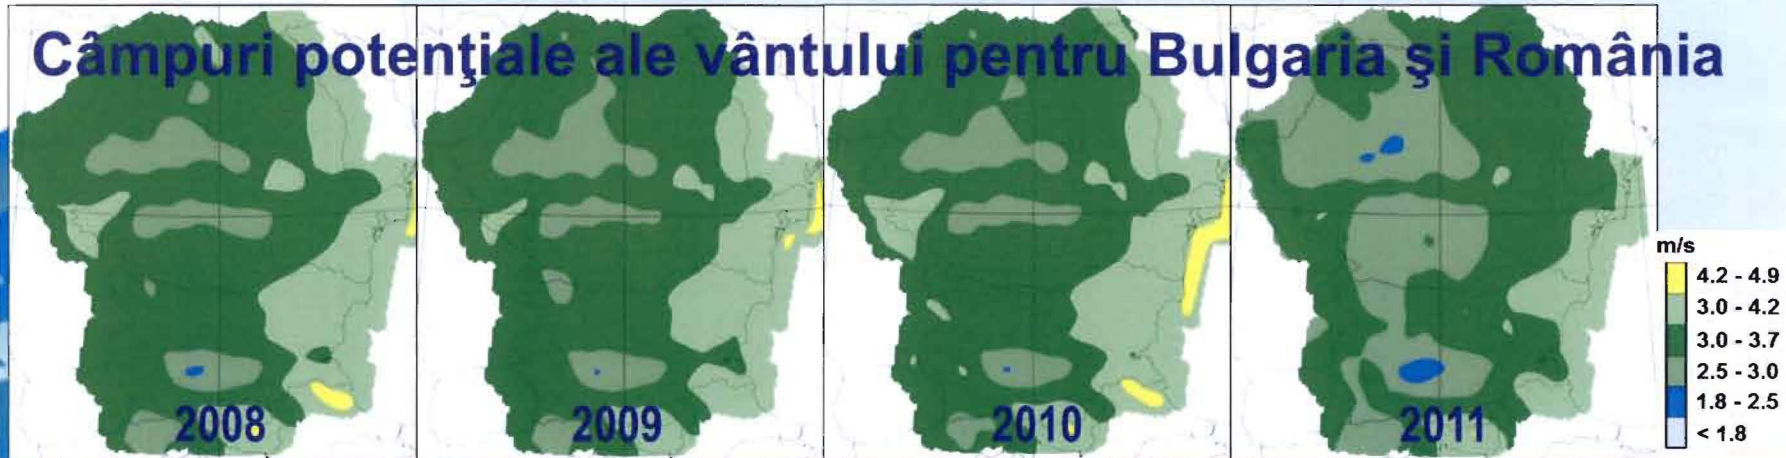 Câmpuri potenţiale ale vântului pentru Bulgaria şi România
2008
2009
2010
2011
m/s
4.2 - 4.9
3.0 - 4.2
3.0 - 3.7
2.5 - 3.0
1.8 - 2.5
< 1.8